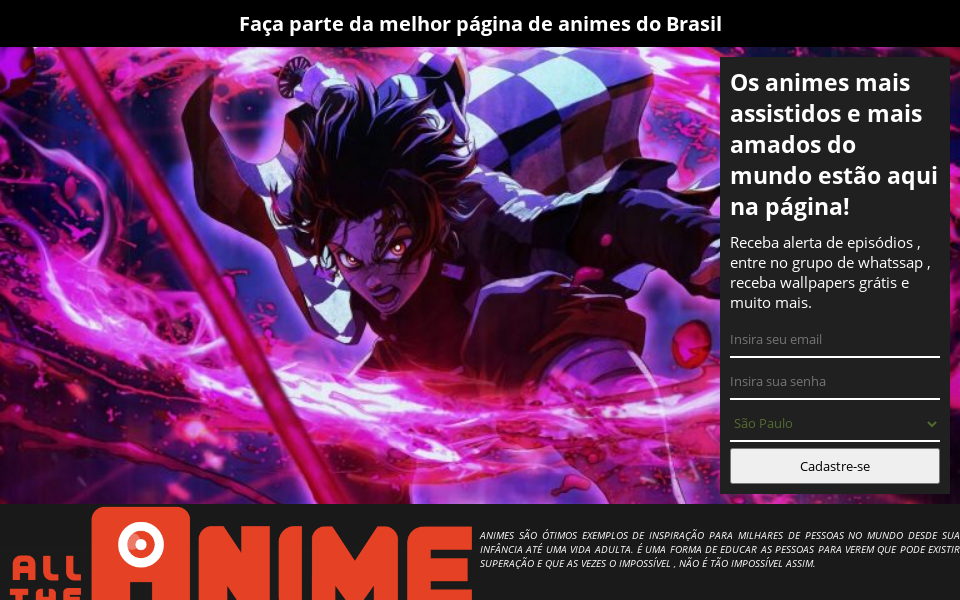 Faça parte da melhor página de animes do Brasil
Os animes mais
assistidos e mais
amados do
mundo estão aqui
na página!
Receba alerta de episódios ,
entre no grupo de whatssap ,
receba wallpapers grátis e
muito mais.
Insira seu email
Insira sua senha
São Paulo
Cadastre-se
ALL
THE
ANIME
ANIMES SÃO ÓTIMOS EXEMPLOS DE INSPIRAÇÃO PARA MILHARES DE PESSOAS NO MUNDO DESDE SUA
INFÂNCIA ATÉ UMA VIDA ADULTA. É UMA FORMA DE EDUCAR AS PESSOAS PARA VEREM QUE PODE EXISTIR
SUPERAÇÃO E QUE AS VEZES O IMPOSSÍVEL , NÃO É TÃO IMPOSSÍVEL ASSIM.